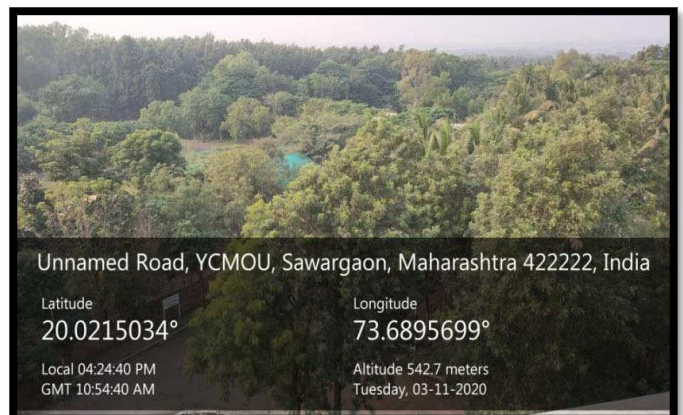 Unnamed Road, YCMOU, Sawargaon, Maharashtra 422222, India
Latitude
20.0215034°
Longitude
73.6895699°
Local 04:24:40 PM
GMT 10:54:40 AM
Altitude 542.7 meters
Tuesday, 03-11-2020